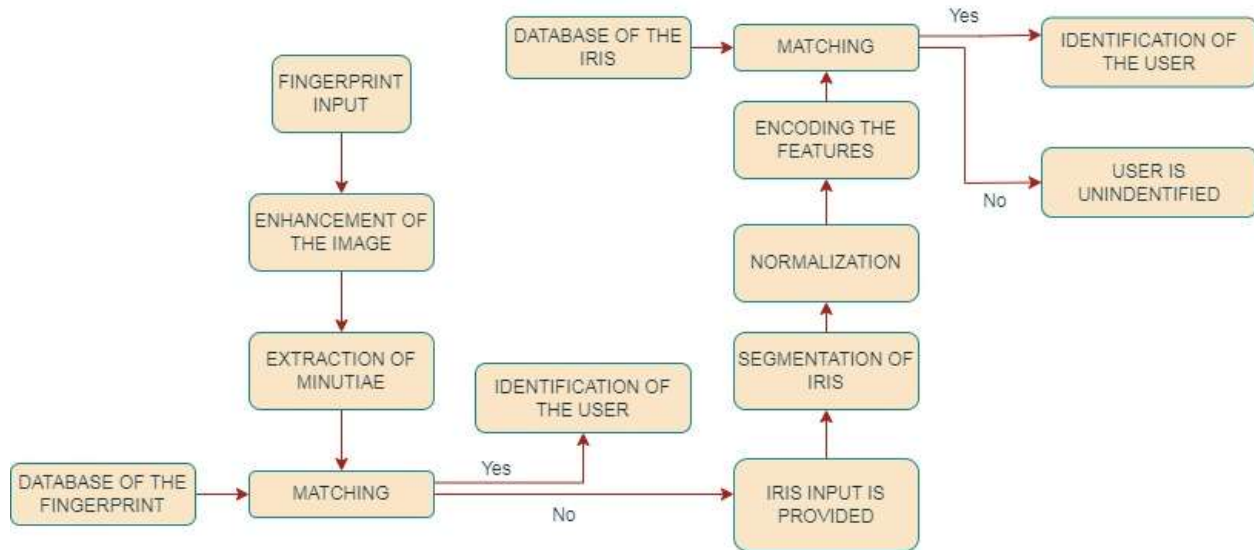 FINGERPRINT
INPUT
ENHANCEMENT OF
THE IMAGE
EXTRACTION OF
MINUTIAE
DATABASE OF THE
FINGERPRINT
MATCHING
Yes
No
IDENTIFICATION OF
THE USER
IRIS INPUT IS
PROVIDED
SEGMENTATION OF
IRIS
NORMALIZATION
ENCODING THE
FEATURES
DATABASE OF THE
IRIS
MATCHING
Yes
No
IDENTIFICATION OF
THE USER
USER IS
UNIDENTIFIED